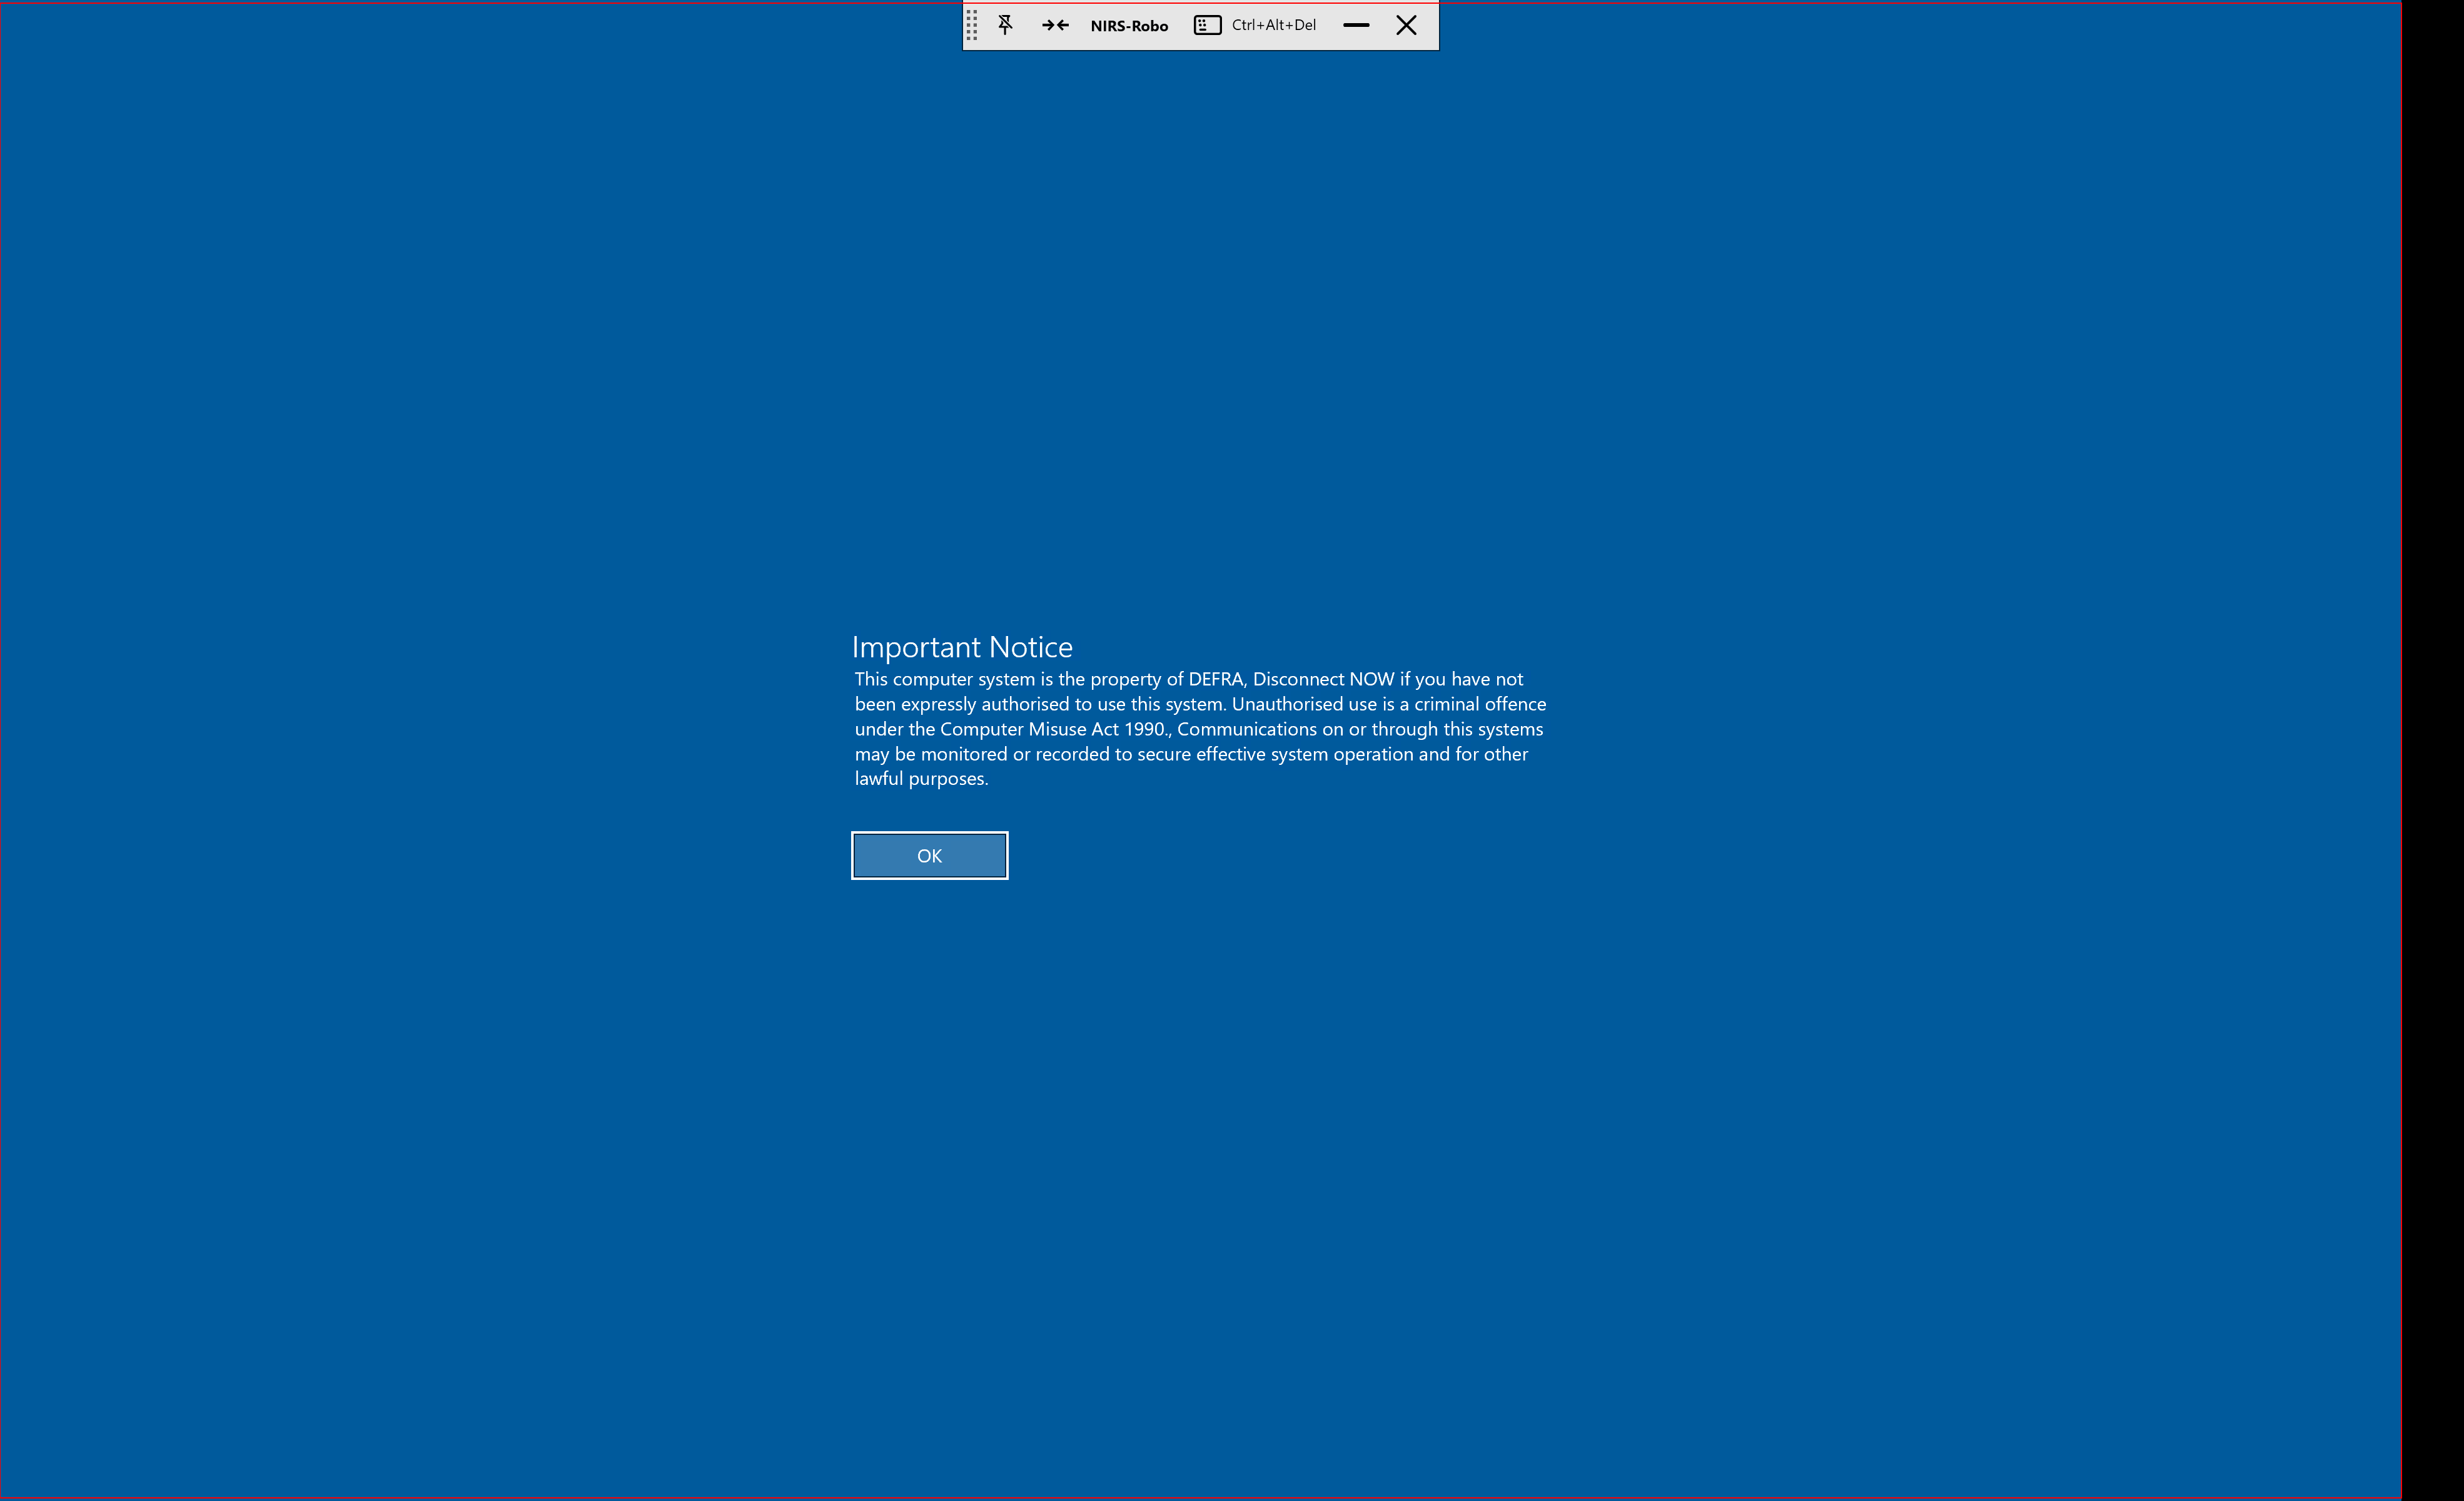 NIRS-Robo Ctrl+Alt+Del
Important Notice
This computer system is the property of DEFRA, Disconnect NOW if you have not
been expressly authorised to use this system. Unauthorised use is a criminal offence
under the Computer Misuse Act 1990., Communications on or through this systems
may be monitored or recorded to secure effective system operation and for other
lawful purposes.
OK